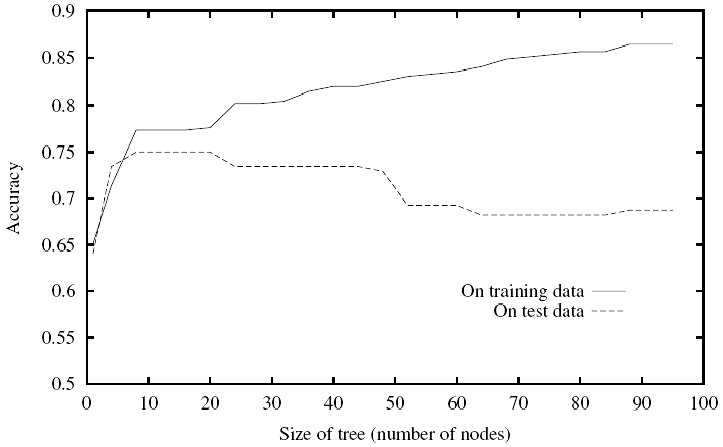 0.9
0.85
0.8
0.75
0.7
0.65
0.6
0.55
0.5
Accuracy
On training data
On test data
0 10 20 30 40 50 60 70 80 90 100
Size of tree (number of nodes)